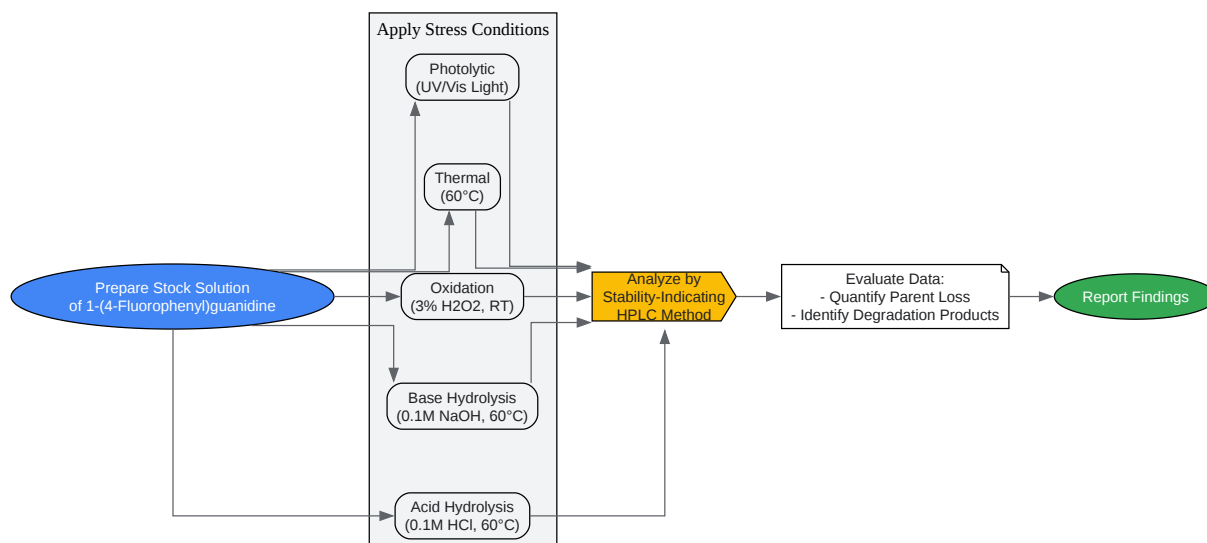 Apply Stress Conditions
Photolytic
(UV/Vis Light)
Thermal
(60°C)
Prepare Stock Solution
of 1-(4-Fluorophenyl)guanidine
Oxidation
(3% H2O2, RT)
Analyze by
Stability-Indicating
HPLC Method
Evaluate Data:
- Quantify Parent Loss
- Identify Degradation Products
Report Findings
Base Hydrolysis
(0.1M NaOH, 60°C)
Acid Hydrolysis
(0.1M HCl, 60°C)